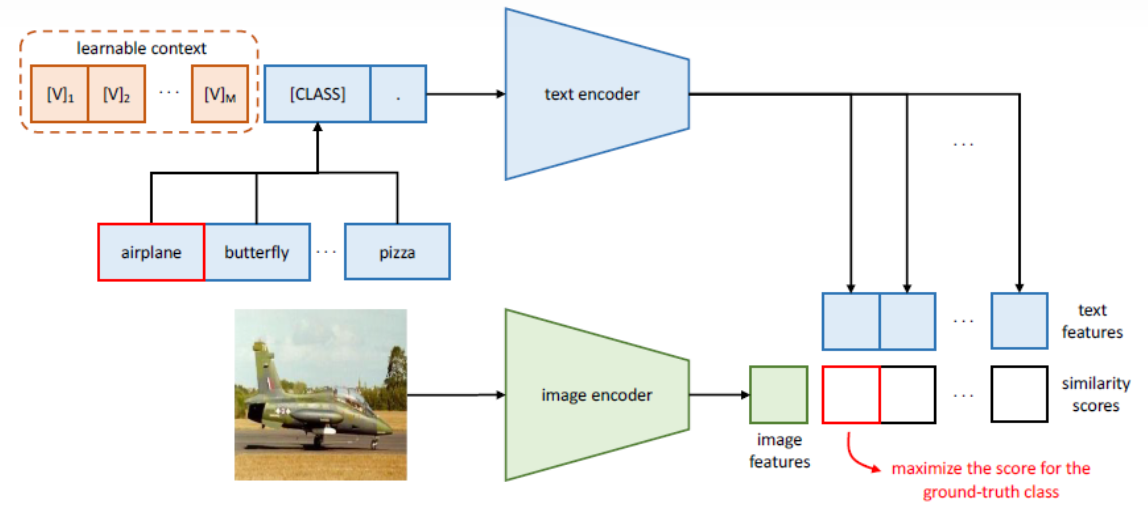 learnable context
[V]₁ [V]₂ ... [V]M [CLASS] .
text encoder
...
airplane butterfly ... pizza
... text
features
image encoder
similarity
scores
...
image
features
maximize the score for the
ground-truth class